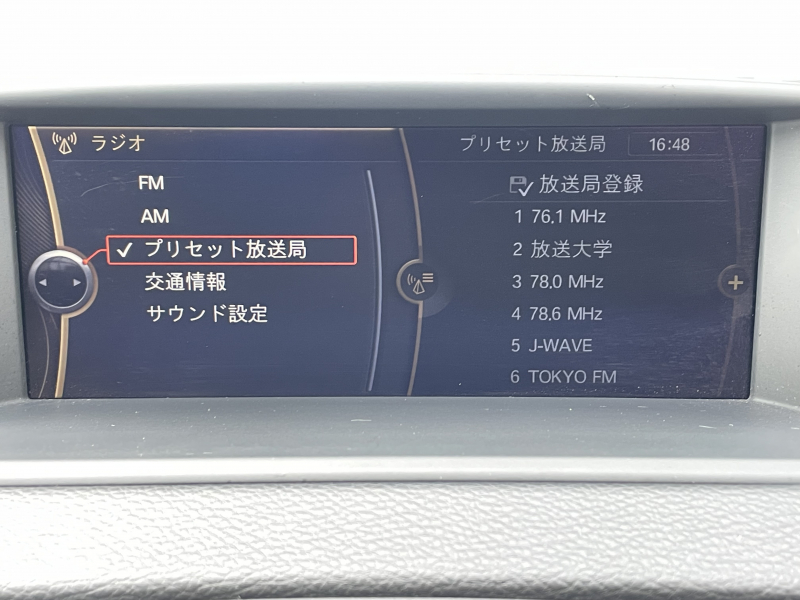 ラジオ
FM
AM
プリセット放送局
交通情報
サウンド設定
プリセット放送局
16:48
放送局登録
1 76.1 MHz
2 放送大学
3 78.0 MHz
4 78.6 MHz
5 J-WAVE
6 TOKYO FM